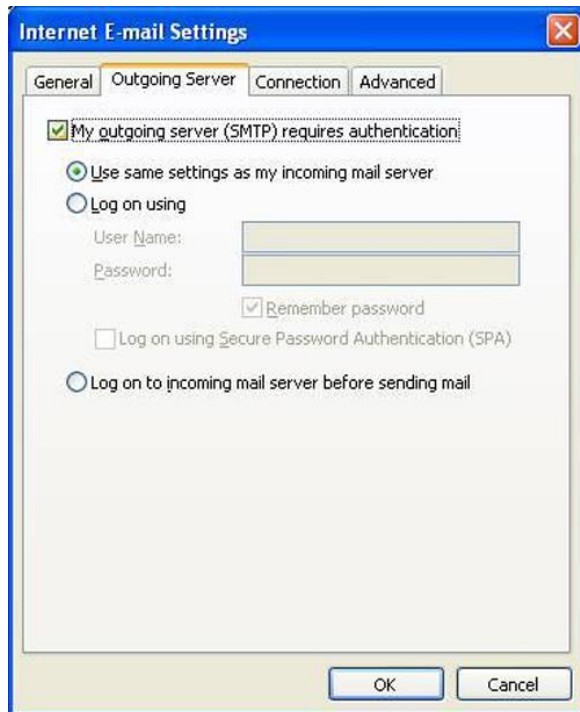 Internet E-mail Settings
General Outgoing Server Connection Advanced
My outgoing server (SMTP) requires authentication
Use same settings as my incoming mail server
Log on using
User Name:
Password:
Remember password
Log on using Secure Password Authentication (SPA)
Log on to incoming mail server before sending mail
OK Cancel